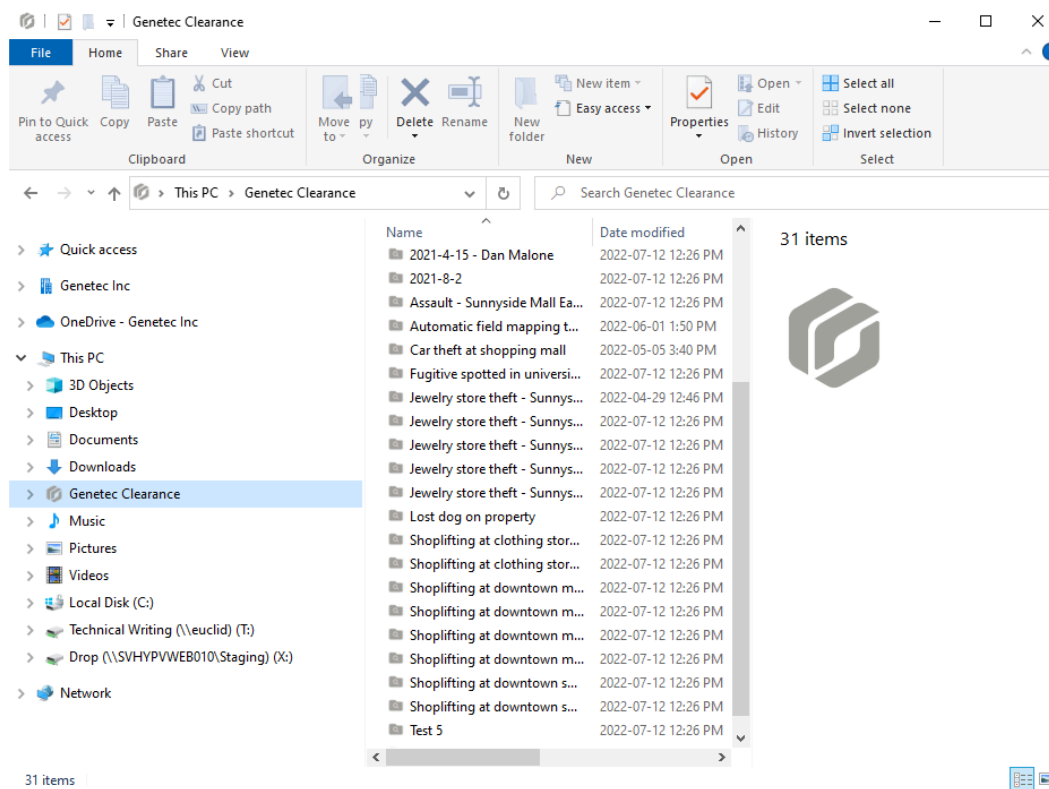 Genetec Clearance
File Home Share View
Pin to Quick access
Copy
Paste
Cut
Copy path
Paste shortcut
Clipboard
Move to
py
Delete
Rename
Organize
New folder
New item
Easy access
New
Properties
Open
Edit
History
Open
Select all
Select none
Invert selection
Select
This PC > Genetec Clearance
Search Genetec Clearance
Quick access
Genetec Inc
OneDrive - Genetec Inc
This PC
3D Objects
Desktop
Documents
Downloads
Genetec Clearance
Music
Pictures
Videos
Local Disk (C:)
Technical Writing (\\euclid) (T:)
Drop (\\SVHYPVWEB010\Staging) (X:)
Network
Name Date modified
2021-4-15 - Dan Malone 2022-07-12 12:26 PM
2021-8-2 2022-07-12 12:26 PM
Assault - Sunnyside Mall Ea... 2022-07-12 12:26 PM
Automatic field mapping t... 2022-06-01 1:50 PM
Car theft at shopping mall 2022-05-05 3:40 PM
Fugitive spotted in universi... 2022-07-12 12:26 PM
Jewelry store theft - Sunnys... 2022-04-29 12:46 PM
Jewelry store theft - Sunnys... 2022-07-12 12:26 PM
Jewelry store theft - Sunnys... 2022-07-12 12:26 PM
Jewelry store theft - Sunnys... 2022-07-12 12:26 PM
Jewelry store theft - Sunnys... 2022-07-12 12:26 PM
Lost dog on property 2022-07-12 12:26 PM
Shoplifting at clothing stor... 2022-07-12 12:26 PM
Shoplifting at clothing stor... 2022-07-12 12:26 PM
Shoplifting at downtown m... 2022-07-12 12:26 PM
Shoplifting at downtown m... 2022-07-12 12:26 PM
Shoplifting at downtown m... 2022-07-12 12:26 PM
Shoplifting at downtown m... 2022-07-12 12:26 PM
Shoplifting at downtown s... 2022-07-12 12:26 PM
Shoplifting at downtown s... 2022-07-12 12:26 PM
Test 5 2022-07-12 12:26 PM
31 items
31 items